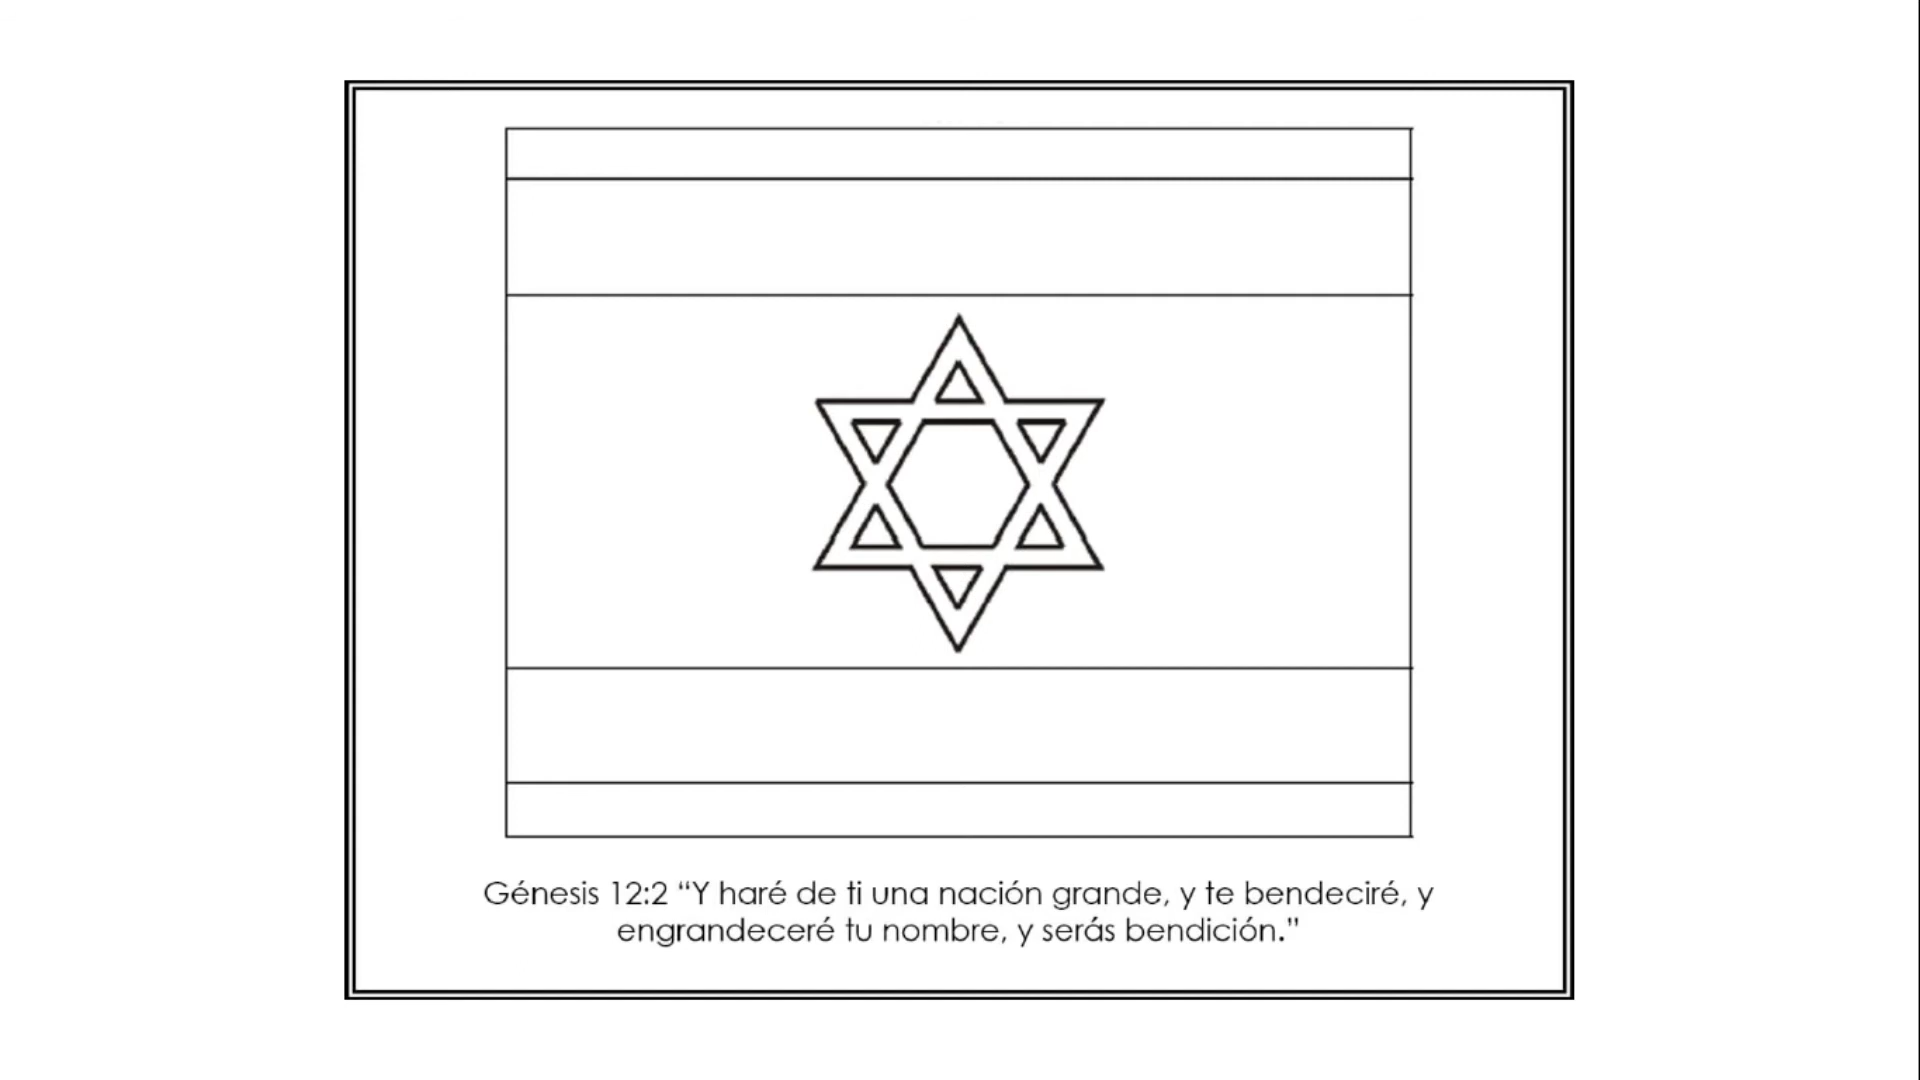 Génesis 12:2 “Y haré de ti una nación grande, y te bendeciré, y
engrandeceré tu nombre, y serás bendición.”